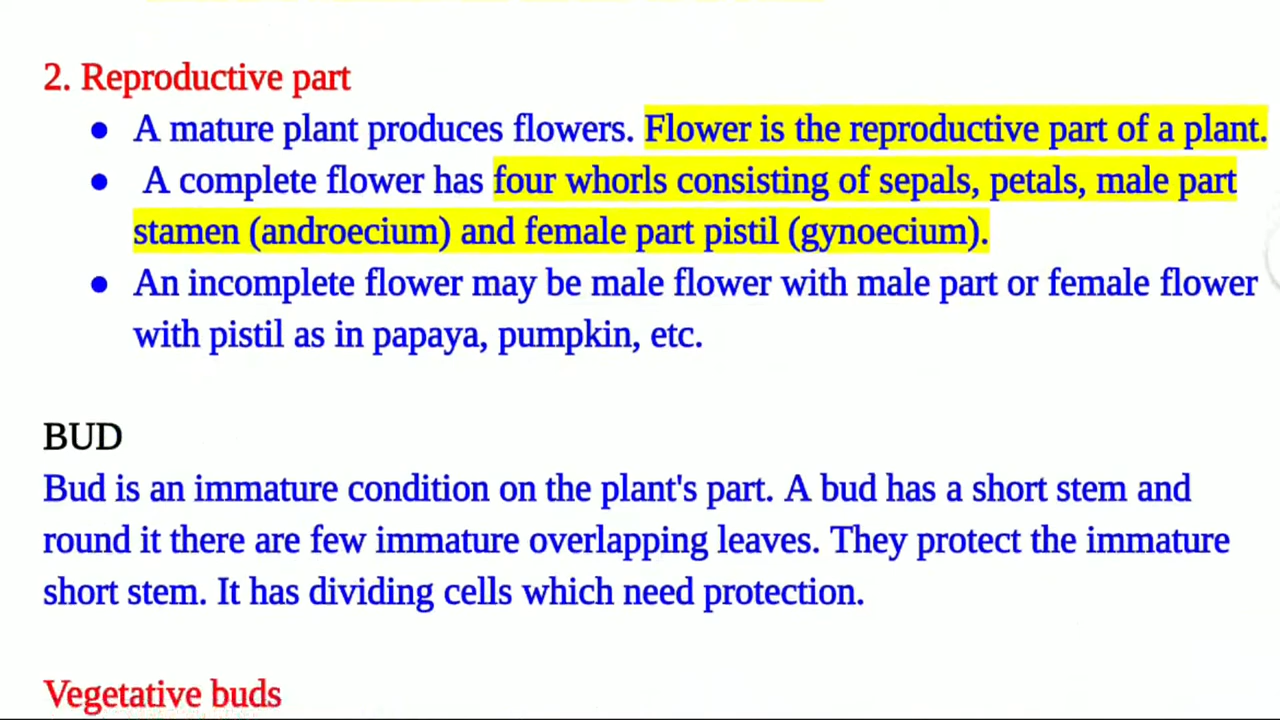 2. Reproductive part
● A mature plant produces flowers. Flower is the reproductive part of a plant.
● A complete flower has four whorls consisting of sepals, petals, male part
stamen (androecium) and female part pistil (gynoecium).
● An incomplete flower may be male flower with male part or female flower
with pistil as in papaya, pumpkin, etc.
BUD
Bud is an immature condition on the plant's part. A bud has a short stem and
round it there are few immature overlapping leaves. They protect the immature
short stem. It has dividing cells which need protection.
Vegetative buds